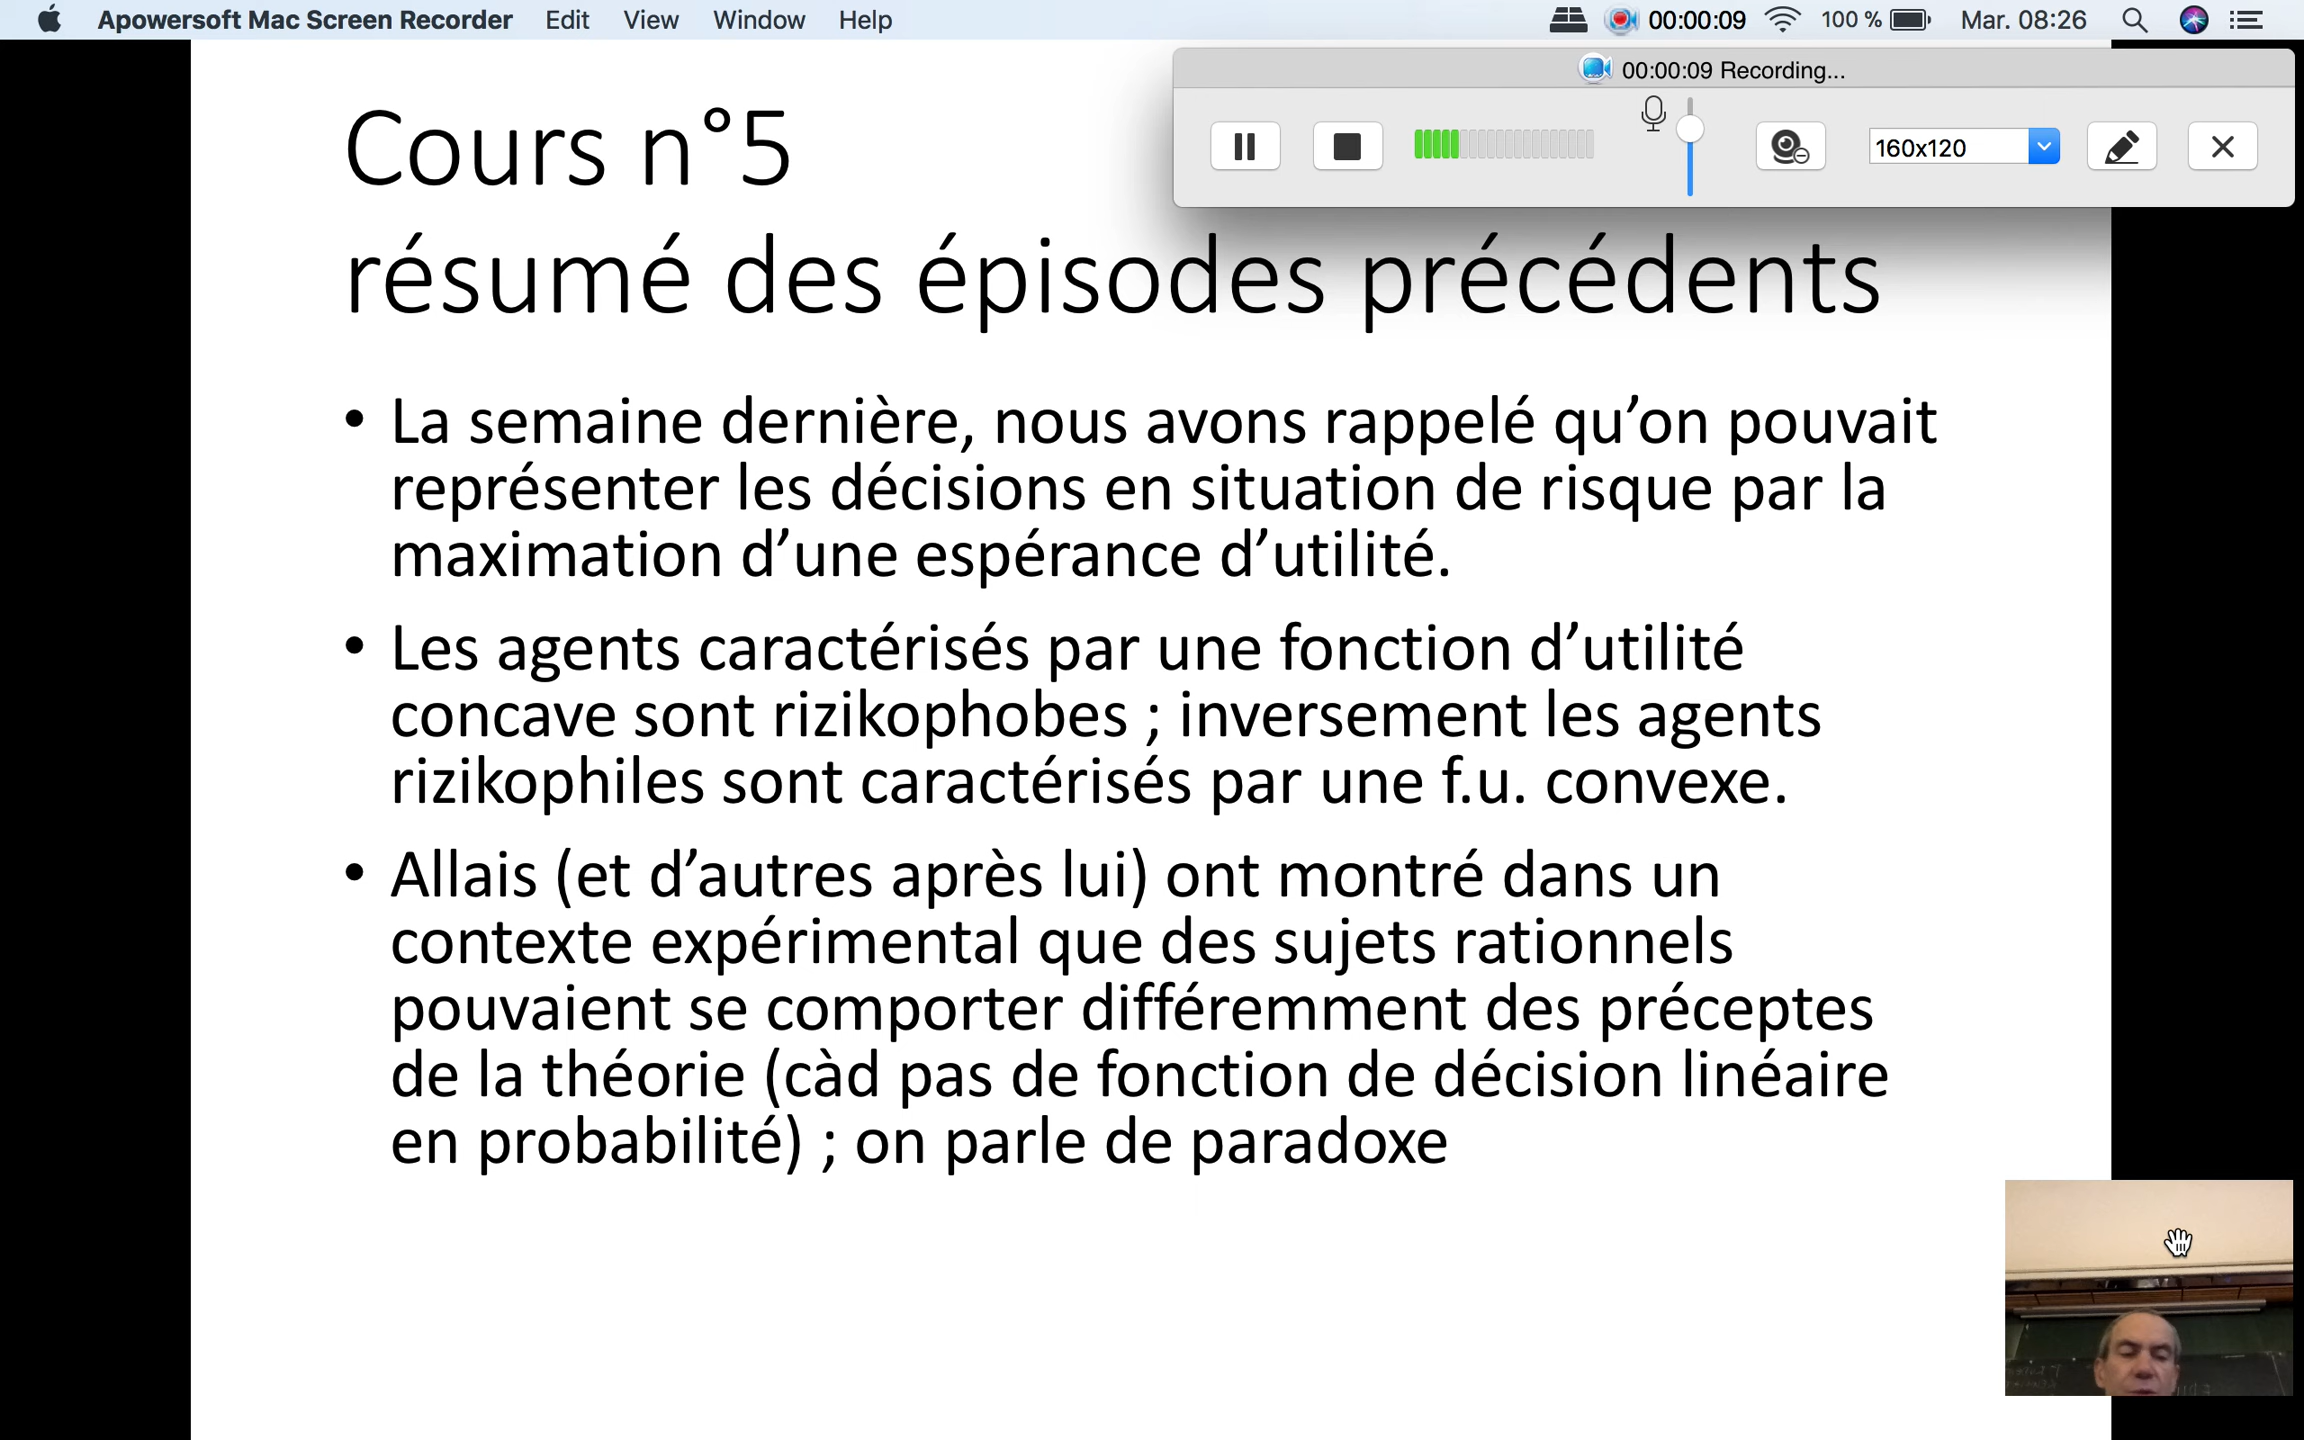 Apowersoft Mac Screen Recorder Edit View Window Help 00:00:09 100 % Mar. 08:26
00:00:09 Recording...
160x120
Cours n°5
résumé des épisodes précédents
• La semaine dernière, nous avons rappelé qu’on pouvait
représenter les décisions en situation de risque par la
maximation d’une espérance d’utilité.
• Les agents caractérisés par une fonction d’utilité
concave sont rizikophobes ; inversement les agents
rizikophiles sont caractérisés par une f.u. convexe.
• Allais (et d’autres après lui) ont montré dans un
contexte expérimental que des sujets rationnels
pouvaient se comporter différemment des préceptes
de la théorie (càd pas de fonction de décision linéaire
en probabilité) ; on parle de paradoxe